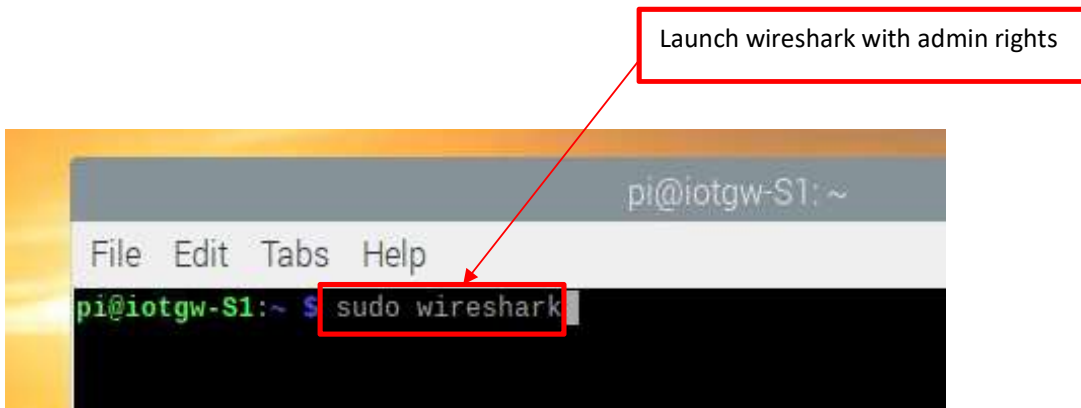 Launch wireshark with admin rights
pi@iotgw-S1: ~
File Edit Tabs Help
pi@iotgw-S1:~ $ sudo wireshark